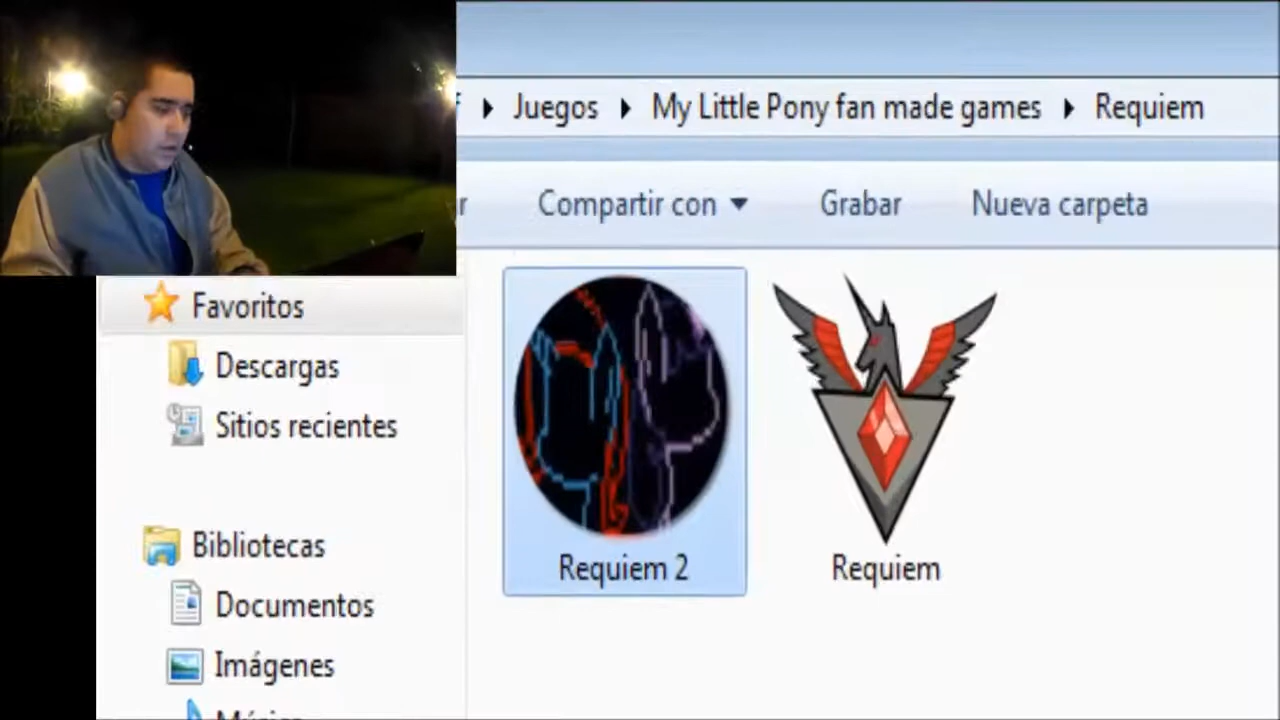 Juegos My Little Pony fan made games Requiem
Compartir con Grabar Nueva carpeta
Favoritos
Descargas
Sitios recientes
Bibliotecas
Documentos
Imágenes
Requiem 2 Requiem